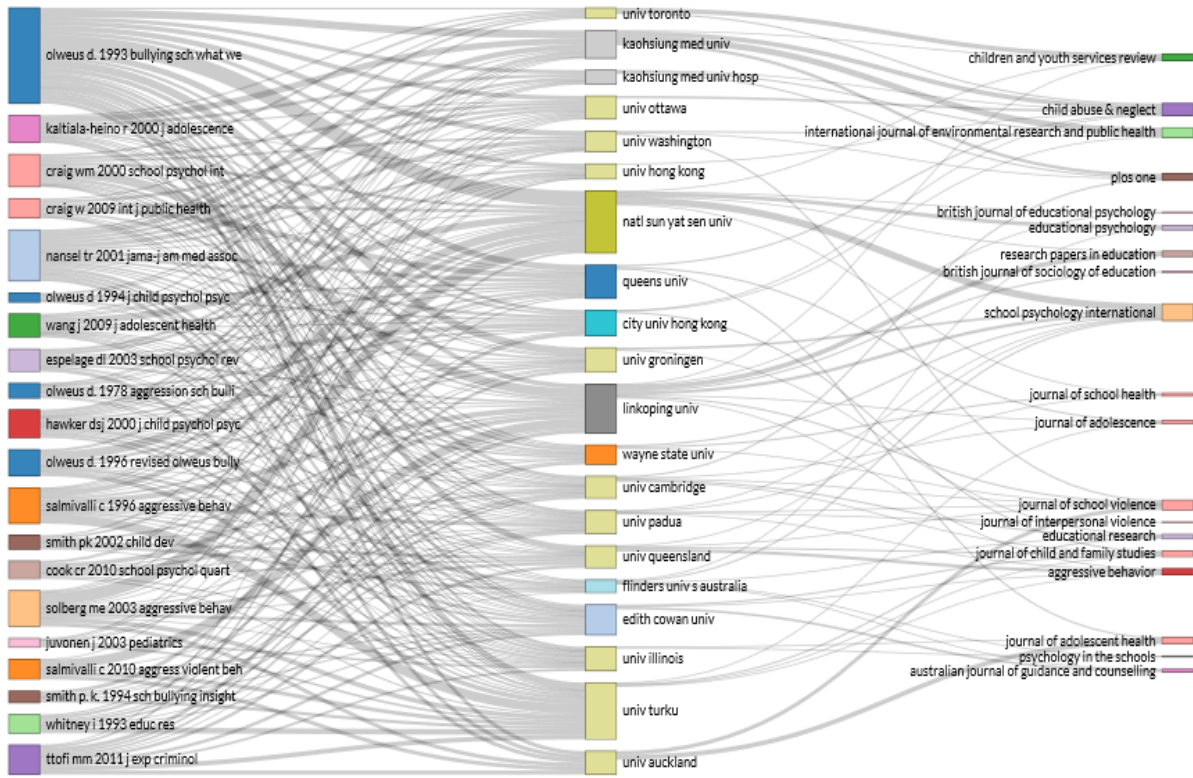 olweus d. 1993 bullying sch what we
kaltiala-heino r 2000 j adolescence
craig wm 2000 school psychol int
craig w 2009 int j public health
nansel tr 2001 jama-j am med assoc
olweus d 1994 j child psychol psyc
wang j 2009 j adolescent health
espelage dl 2003 school psychol rev
olweus d. 1978 aggression sch bulli
hawker dsj 2000 j child psychol psyc
olweus d. 1996 revised olweus bully
salmivalli c 1996 aggressive behav
smith pk 2002 child dev
cook cr 2010 school psychol quart
solberg me 2003 aggressive behav
juvonen j 2003 pediatrics
salmivalli c 2010 aggress violent beh
smith p. k. 1994 sch bullying insight
whitney i 1993 educ res
ttofi mm 2011 j exp criminol
univ toronto
kaohsiung med univ
kaohsiung med univ hosp
univ ottawa
univ washington
univ hong kong
natl sun yat sen univ
queens univ
city univ hong kong
univ groningen
linkoping univ
wayne state univ
univ cambridge
univ padua
univ queensland
flinders univ s australia
edith cowan univ
univ illinois
univ turku
univ auckland
children and youth services review
child abuse & neglect
international journal of environmental research and public health
plos one
british journal of educational psychology
educational psychology
research papers in education
british journal of sociology of education
school psychology international
journal of school health
journal of adolescence
journal of school violence
journal of interpersonal violence
educational research
journal of child and family studies
aggressive behavior
journal of adolescent health
psychology in the schools
australian journal of guidance and counselling